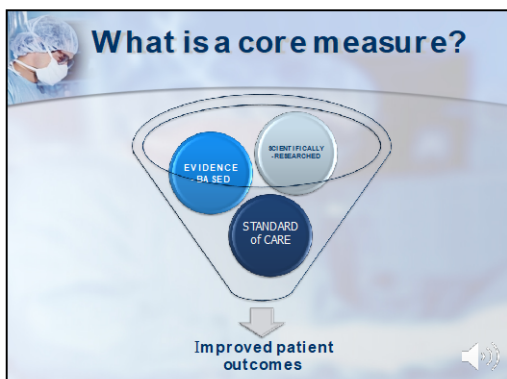 What is a core measure?
SCIENTIFICALLY
-RESEARCHED
EVIDENCE
-BASED
STANDARD
of CARE
Improved patient
outcomes